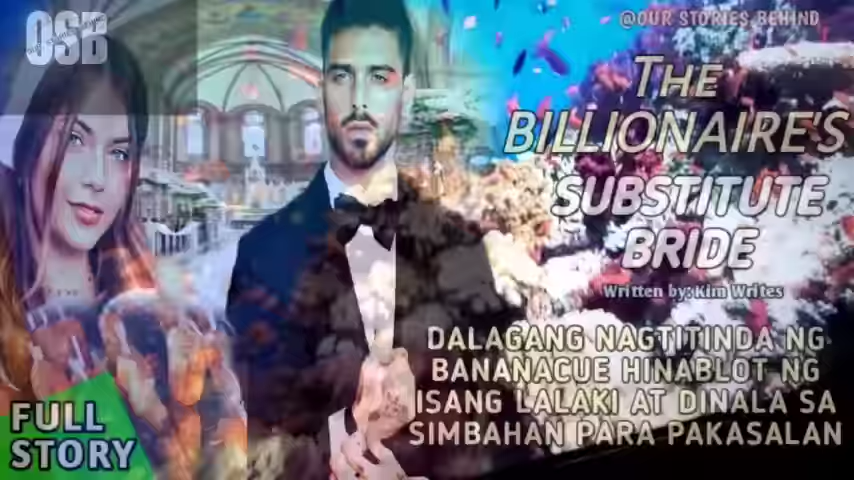 OSB
@OUR STORIES BEHIND
THE
BILLIONAIRE'S
SUBSTITUTE
BRIDE
Written by: Kim Writes
DALAGANG NAGTITINDA NG
BANANACUE HINABLOT NG
ISANG LALAKI AT DINALA SA
SIMBAHAN PARA PAKASALAN
FULL
STORY